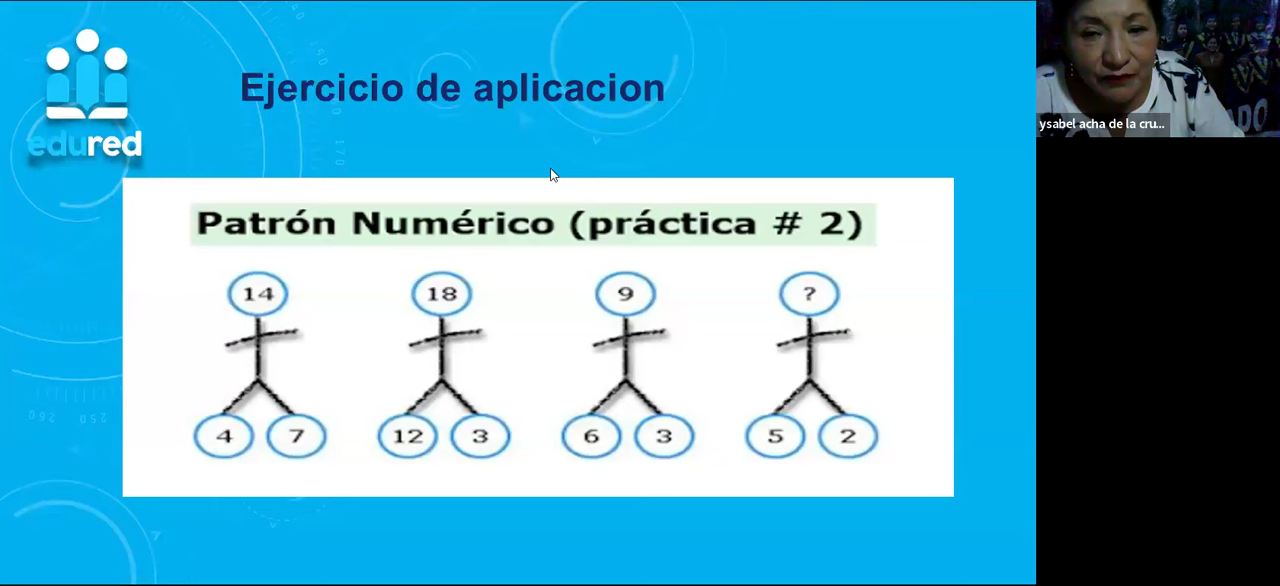 edured
Ejercicio de aplicacion
ysabel acha de la cru...
Patrón Numérico (práctica # 2)
14 18 9 ?
4 7 12 3 6 3 5 2